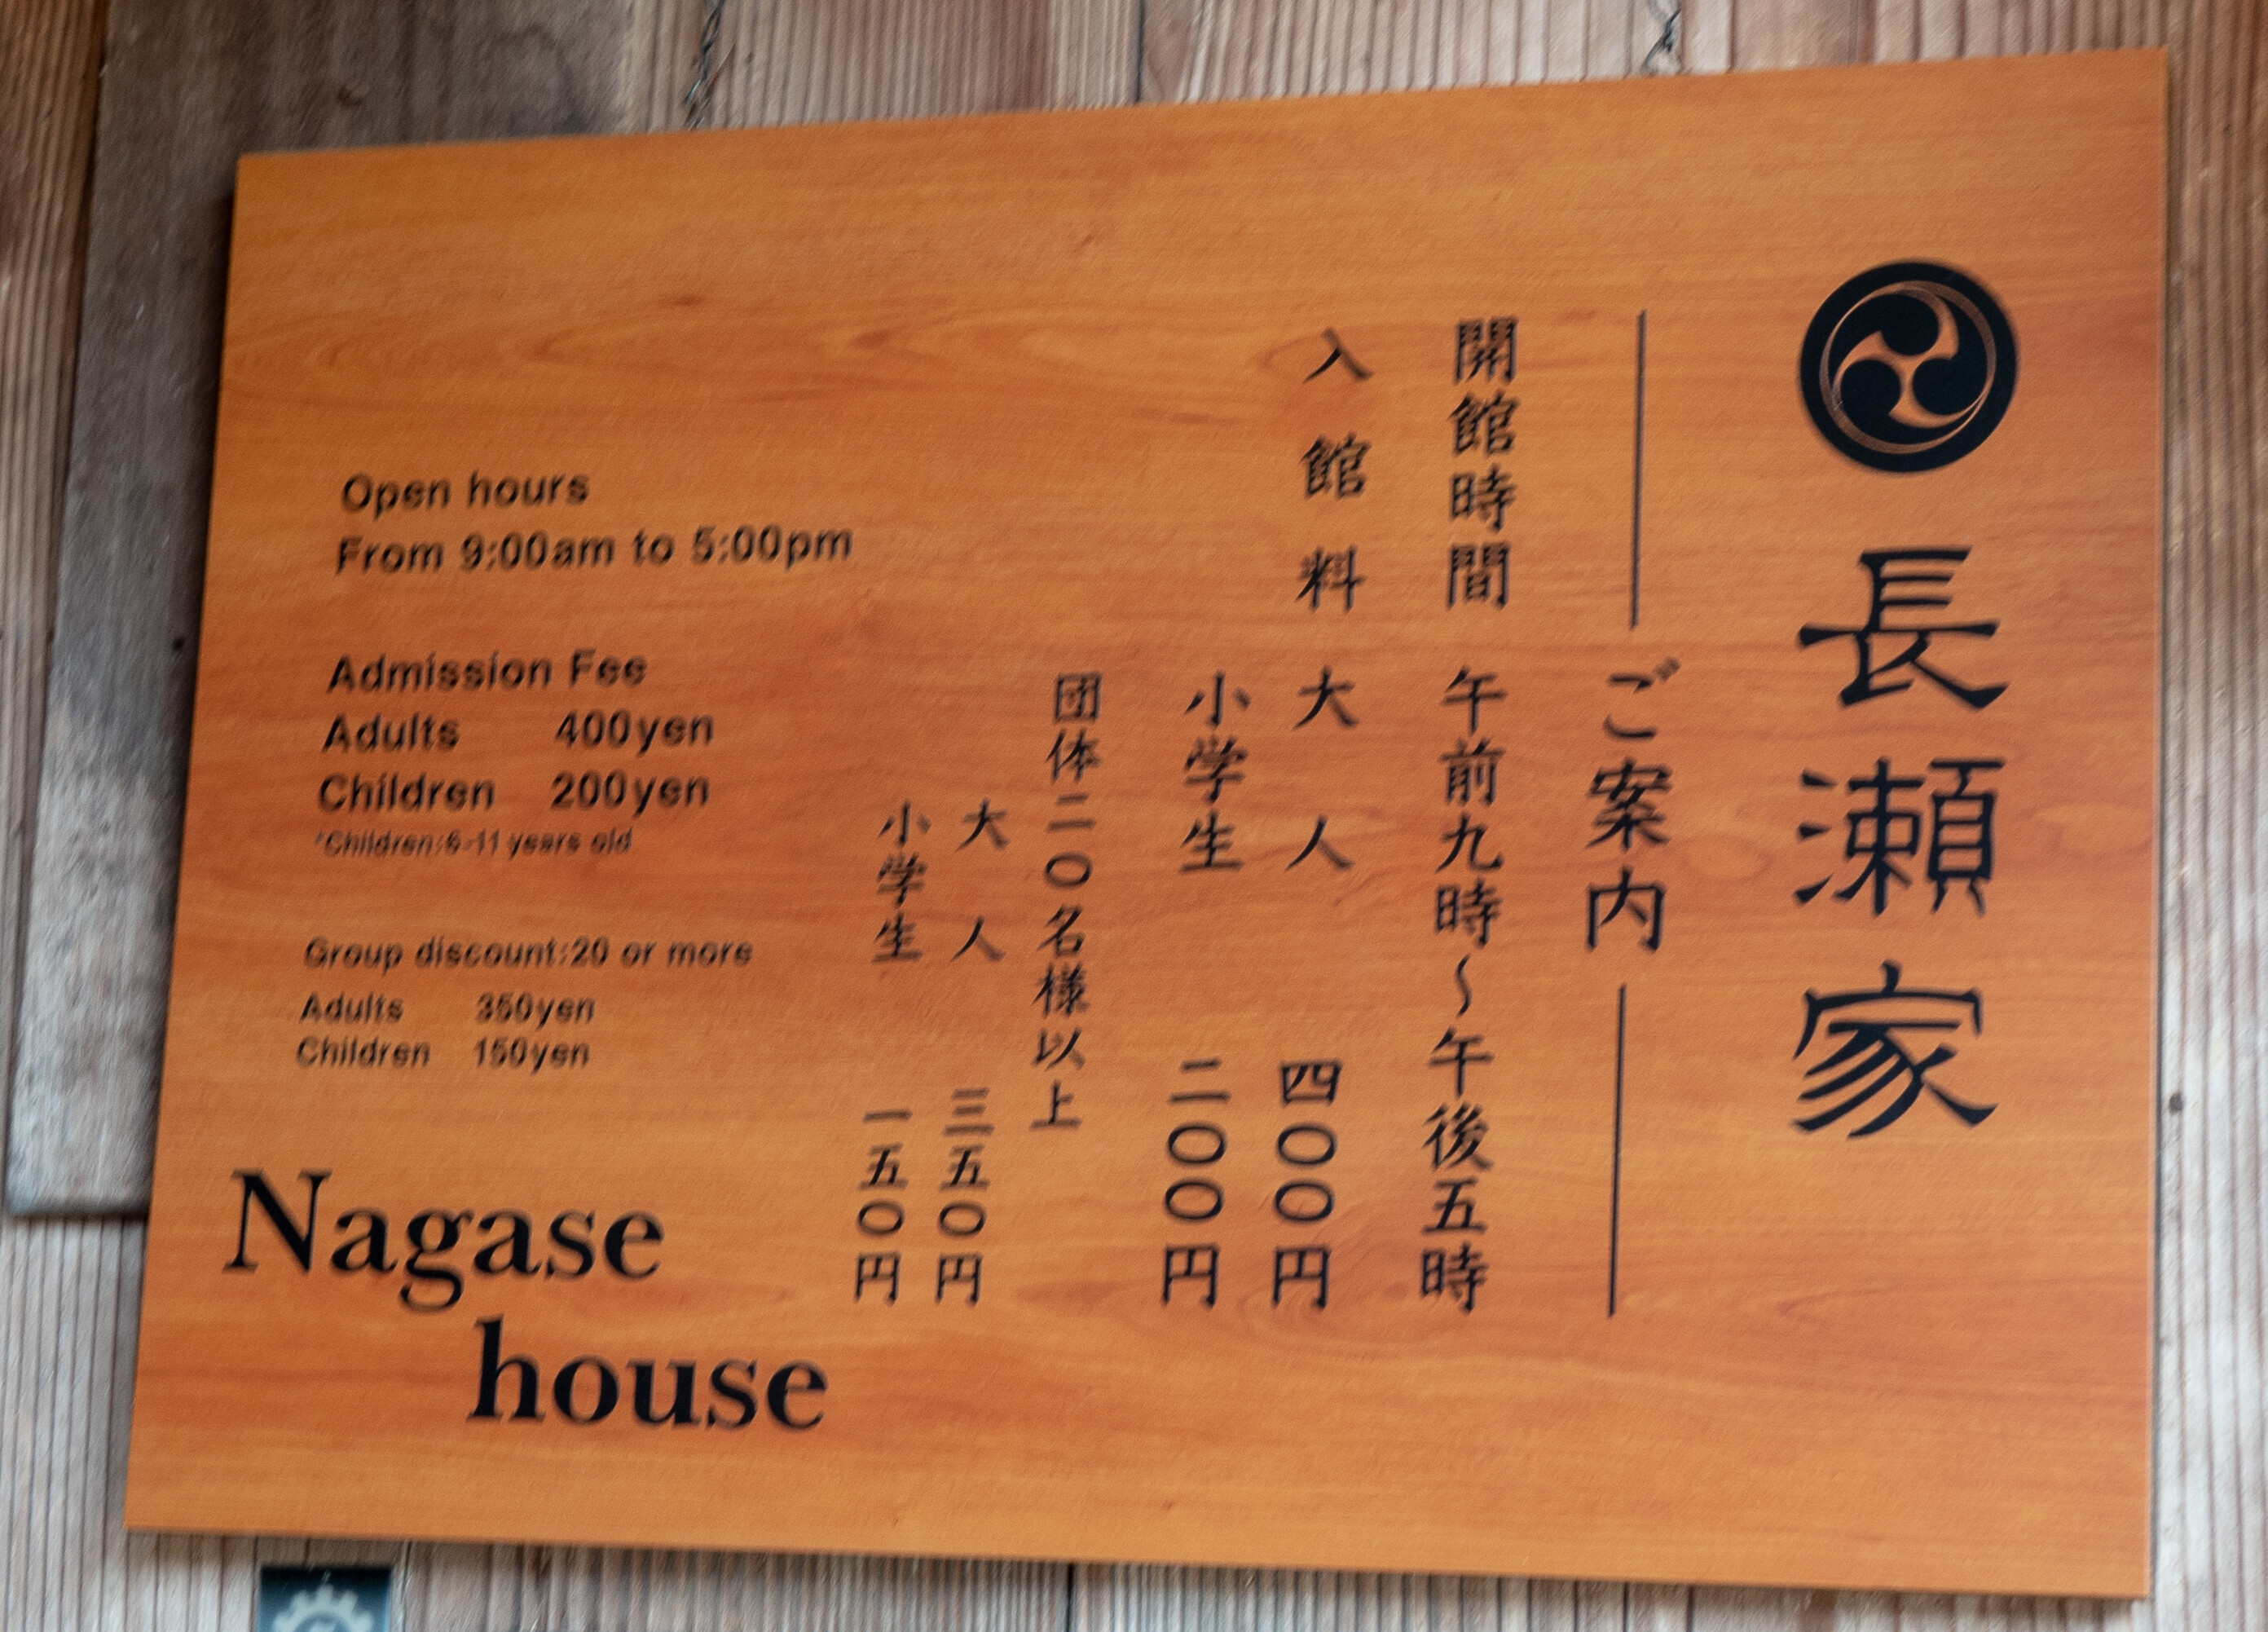 長瀬家
ご案内
開館時間 午前九時～午後五時
入館料 大人 四〇〇円
小学生 二〇〇円
団体二〇名様以上
大人 三五〇円
小学生 一五〇円
Open hours
From 9:00am to 5:00pm
Admission Fee
Adults 400yen
Children 200yen
*Children:6-11 years old
Group discount:20 or more
Adults 350yen
Children 150yen
Nagase
house